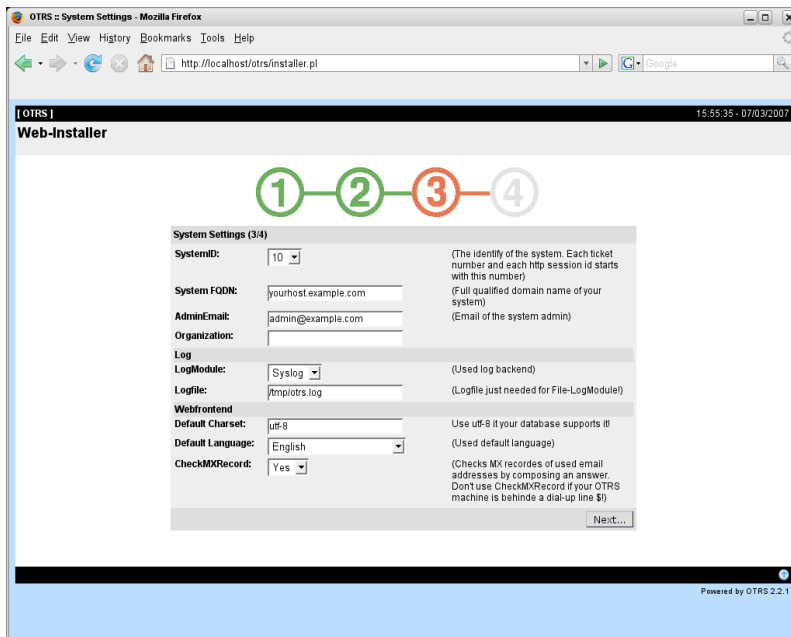 OTRS :: System Settings - Mozilla Firefox
File Edit View History Bookmarks Tools Help
http://localhost/otrs/installer.pl G Google
[ OTRS ] 15:55:35 - 07/03/2007
Web-Installer
1 2 3 4
System Settings (3/4)
SystemID: 10 (The identify of the system. Each ticket
number and each http session id starts
with this number)
System FQDN: yourhost.example.com (Full qualified domain name of your
system)
AdminEmail: admin@example.com (Email of the system admin)
Organization:
Log
LogModule: Syslog (Used log backend)
Logfile: /tmp/otrs.log (Logfile just needed for File-LogModule!)
Webfrontend
Default Charset: utf-8 Use utf-8 it your database supports it!
Default Language: English (Used default language)
CheckMXRecord: Yes (Checks MX recordes of used email
addresses by composing an answer.
Don't use CheckMXRecord if your OTRS
machine is behinde a dial-up line $!)
Next...
Powered by OTRS 2.2.1